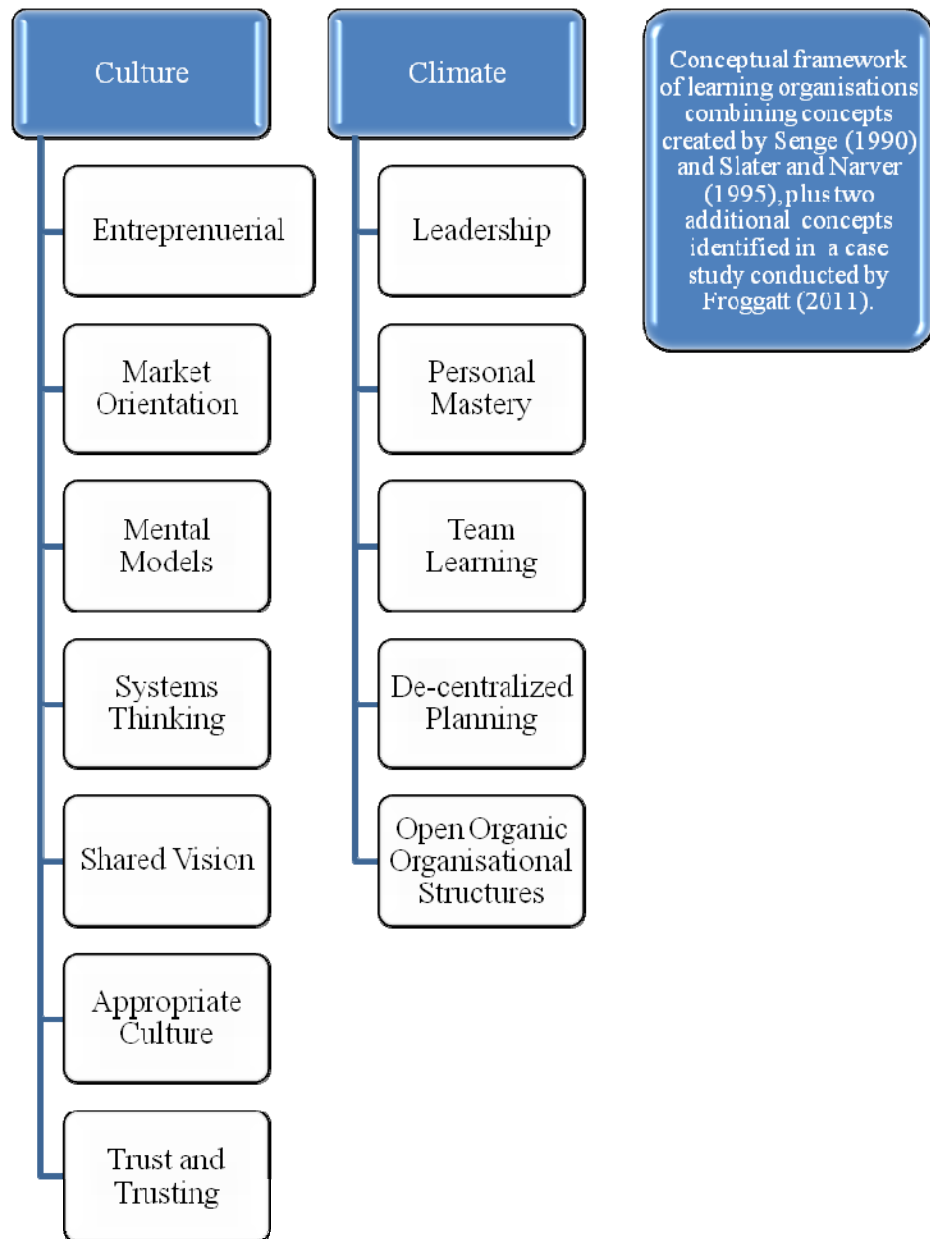 Culture
Entreprenuerial
Market
Orientation
Mental
Models
Systems
Thinking
Shared Vision
Appropriate
Culture
Trust and
Trusting
Climate
Leadership
Personal
Mastery
Team
Learning
De-centralized
Planning
Open Organic
Organisational
Structures
Conceptual framework
of learning organisations
combining concepts
created by Senge (1990)
and Slater and Narver
(1995), plus two
additional concepts
identified in a case
study conducted by
Froggatt (2011).